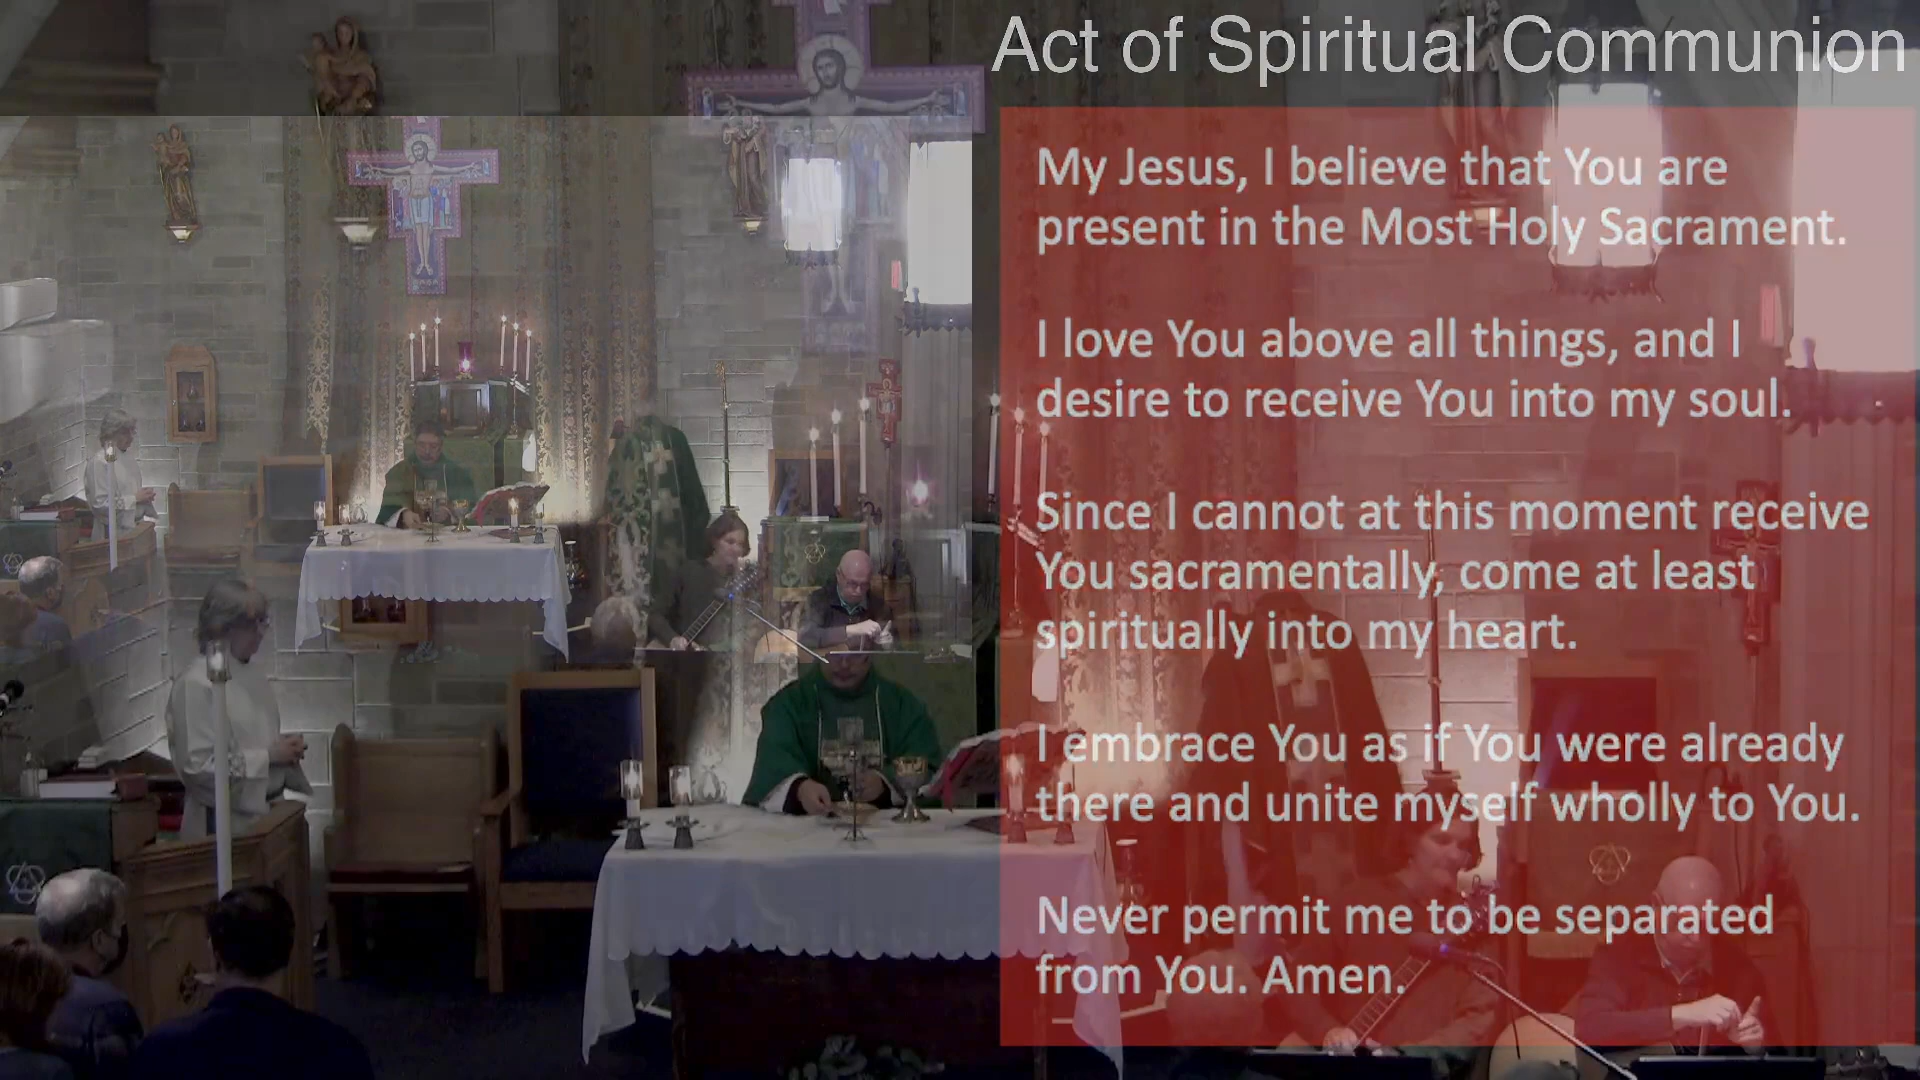 Act of Spiritual Communion
My Jesus, I believe that You are
present in the Most Holy Sacrament.
I love You above all things, and I
desire to receive You into my soul.
Since I cannot at this moment receive
You sacramentally, come at least
spiritually into my heart.
I embrace You as if You were already
there and unite myself wholly to You.
Never permit me to be separated
from You. Amen.